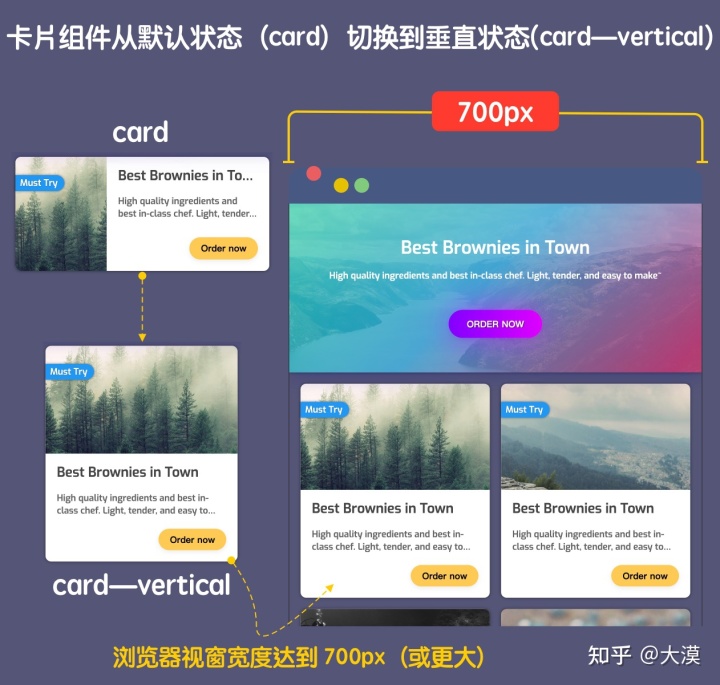 卡片组件从默认状态（card）切换到垂直状态(card—vertical)
700px
card
Must Try
Best Brownies in To...
High quality ingredients and
best in-class chef. Light, tender...
Order now
Must Try
Best Brownies in Town
High quality ingredients and best in-
class chef. Light, tender, and easy to...
Order now
card—vertical
Best Brownies in Town
High quality ingredients and best in-class chef. Light, tender, and easy to make~
ORDER NOW
Must Try
Best Brownies in Town
High quality ingredients and best in-
class chef. Light, tender, and easy to...
Order now
Must Try
Best Brownies in Town
High quality ingredients and best in-
class chef. Light, tender, and easy to...
Order now
浏览器视窗宽度达到 700px（或更大）
知乎 @大漠